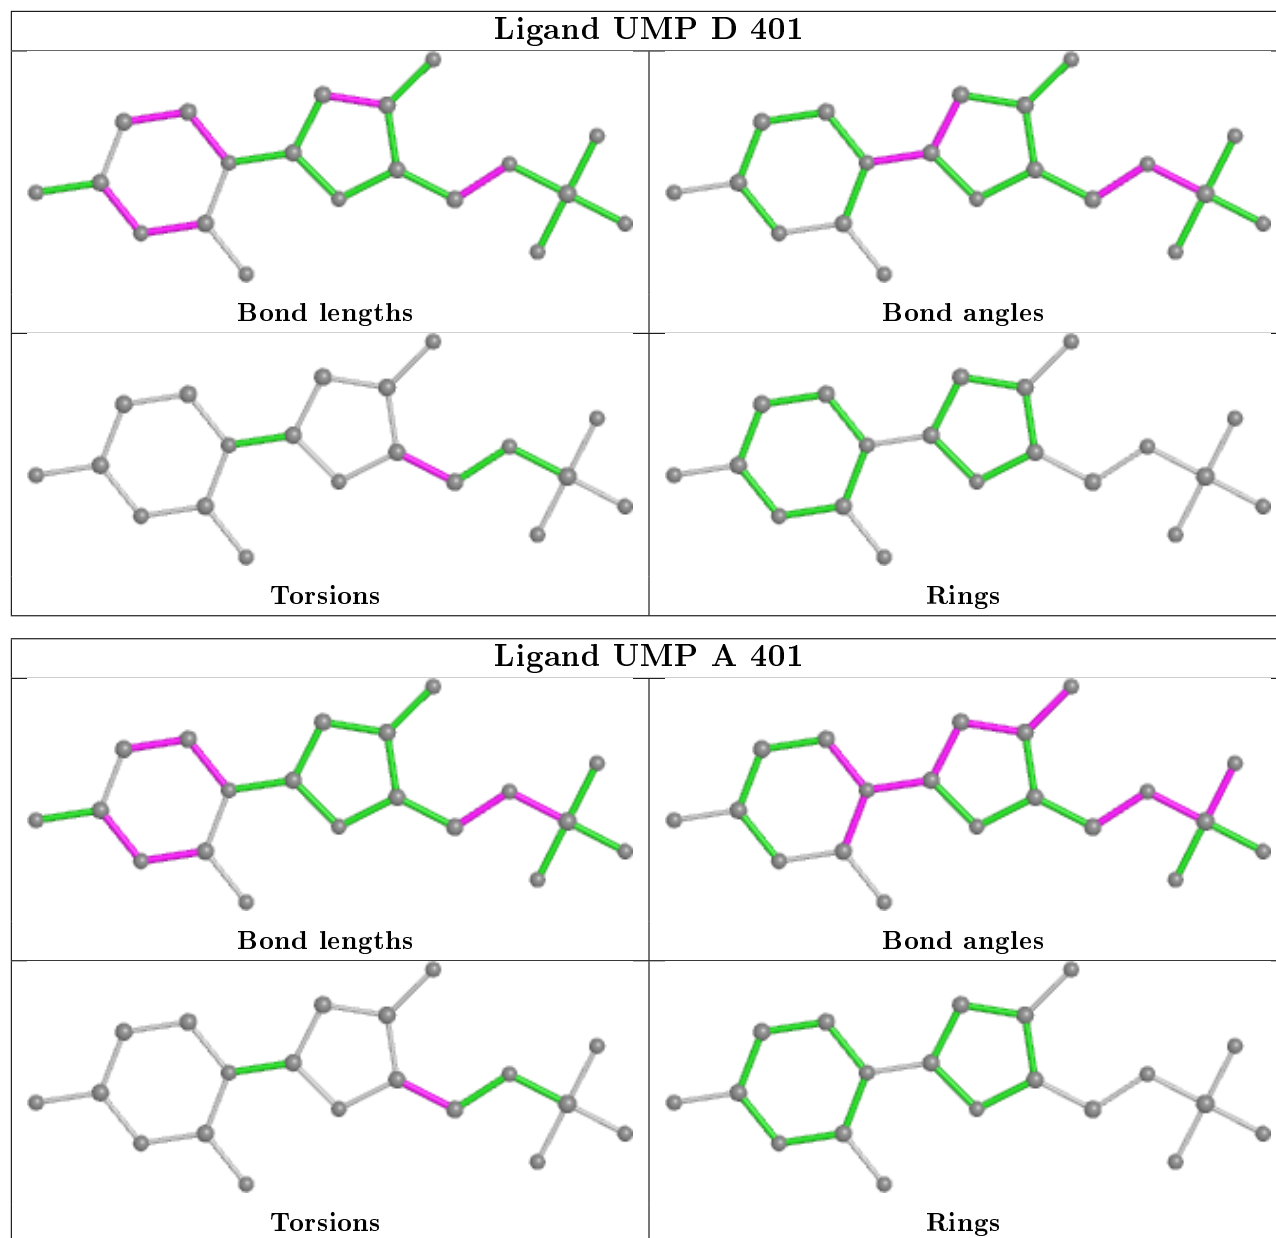 Ligand UMP D 401
Bond lengths
Bond angles
Torsions
Rings
Ligand UMP A 401
Bond lengths
Bond angles
Torsions
Rings